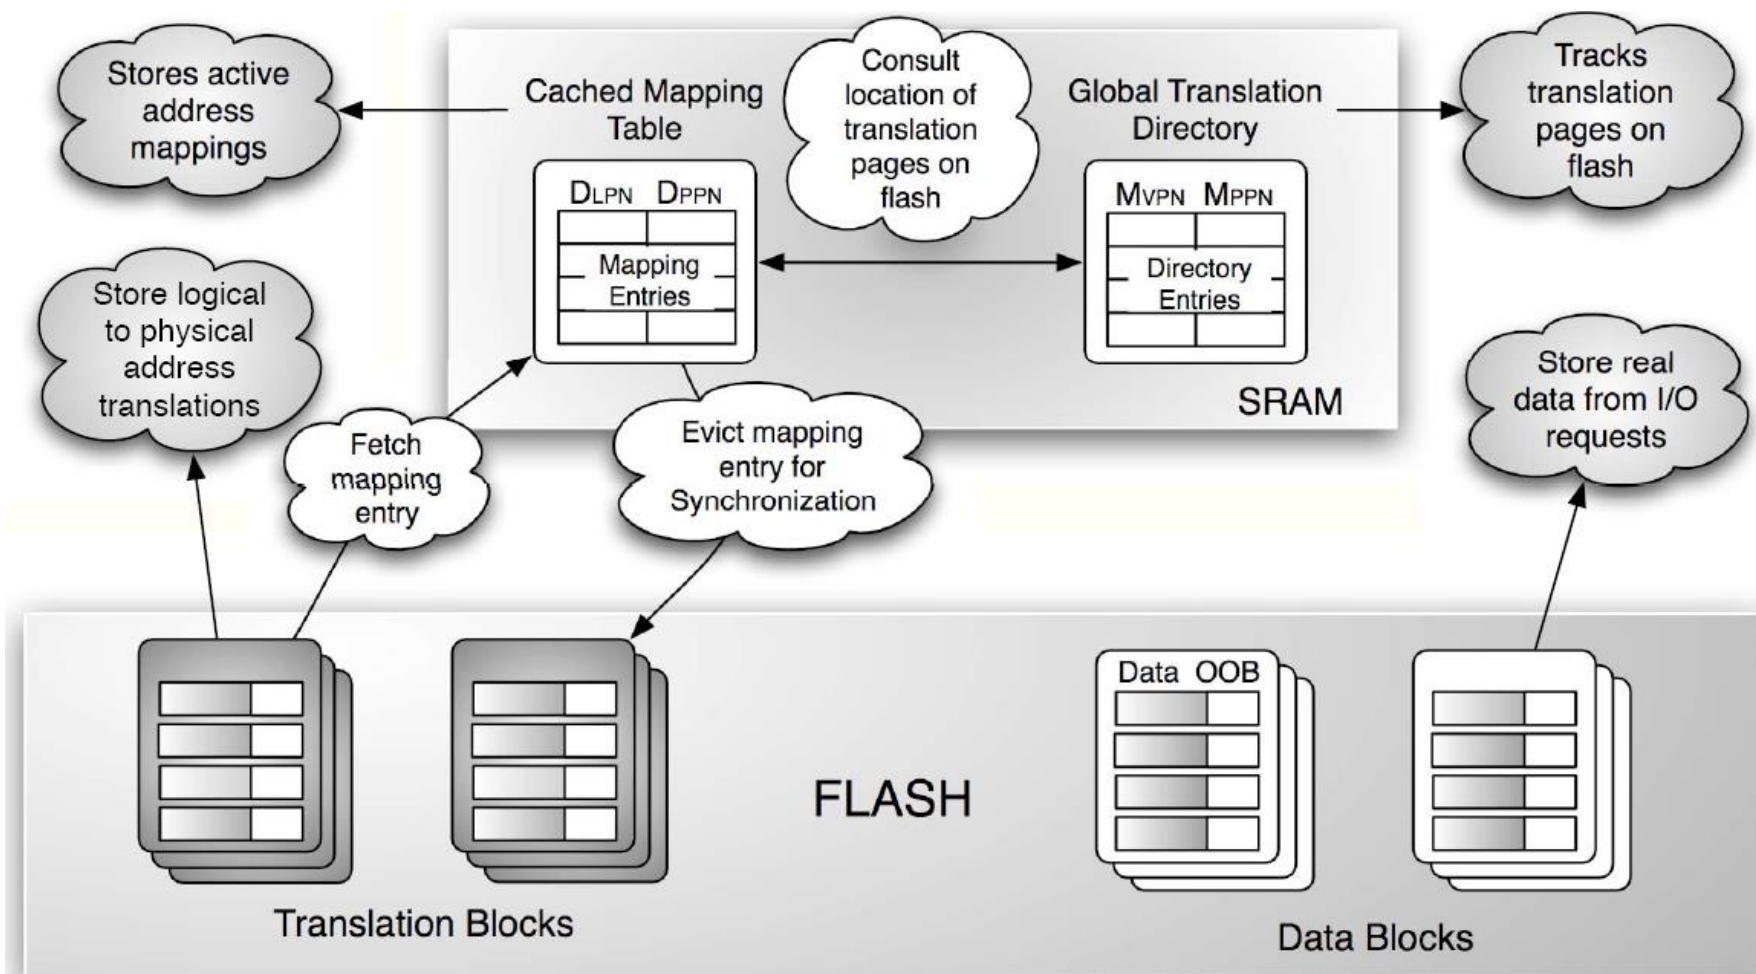 Stores active
address
mappings
Cached Mapping
Table
Consult
location of
translation
pages on
flash
Global Translation
Directory
Tracks
translation
pages on
flash
DLPN DPPN
Mapping
Entries
MVPN MPPN
Directory
Entries
SRAM
Store logical
to physical
address
translations
Fetch
mapping
entry
Evict mapping
entry for
Synchronization
Store real
data from I/O
requests
Data OOB
FLASH
Translation Blocks
Data Blocks